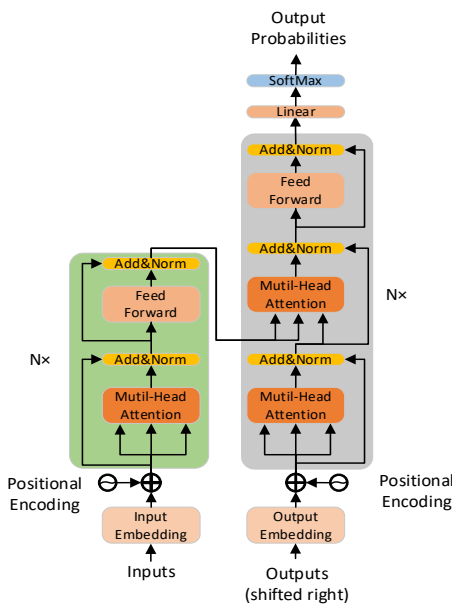 Output
Probabilities
SoftMax
Linear
Add&Norm
Feed
Forward
Add&Norm
Mutil-Head
Attention
N×
Add&Norm
Mutil-Head
Attention
Positional
Encoding
Output
Embedding
Outputs
(shifted right)
Add&Norm
Feed
Forward
N×
Add&Norm
Mutil-Head
Attention
Positional
Encoding
Input
Embedding
Inputs